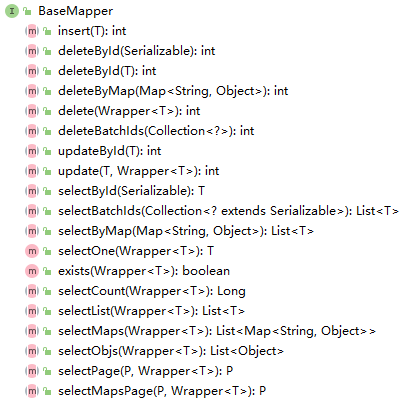 I BaseMapper
m insert(T): int
m deleteById(Serializable): int
m deleteById(T): int
m deleteByMap(Map<String, Object>): int
m delete(Wrapper<T>): int
m deleteBatchIds(Collection<?>): int
m updateById(T): int
m update(T, Wrapper<T>): int
m selectById(Serializable): T
m selectBatchIds(Collection<? extends Serializable>): List<T>
m selectByMap(Map<String, Object>): List<T>
m selectOne(Wrapper<T>): T
m exists(Wrapper<T>): boolean
m selectCount(Wrapper<T>): Long
m selectList(Wrapper<T>): List<T>
m selectMaps(Wrapper<T>): List<Map<String, Object>>
m selectObjs(Wrapper<T>): List<Object>
m selectPage(P, Wrapper<T>): P
m selectMapsPage(P, Wrapper<T>): P